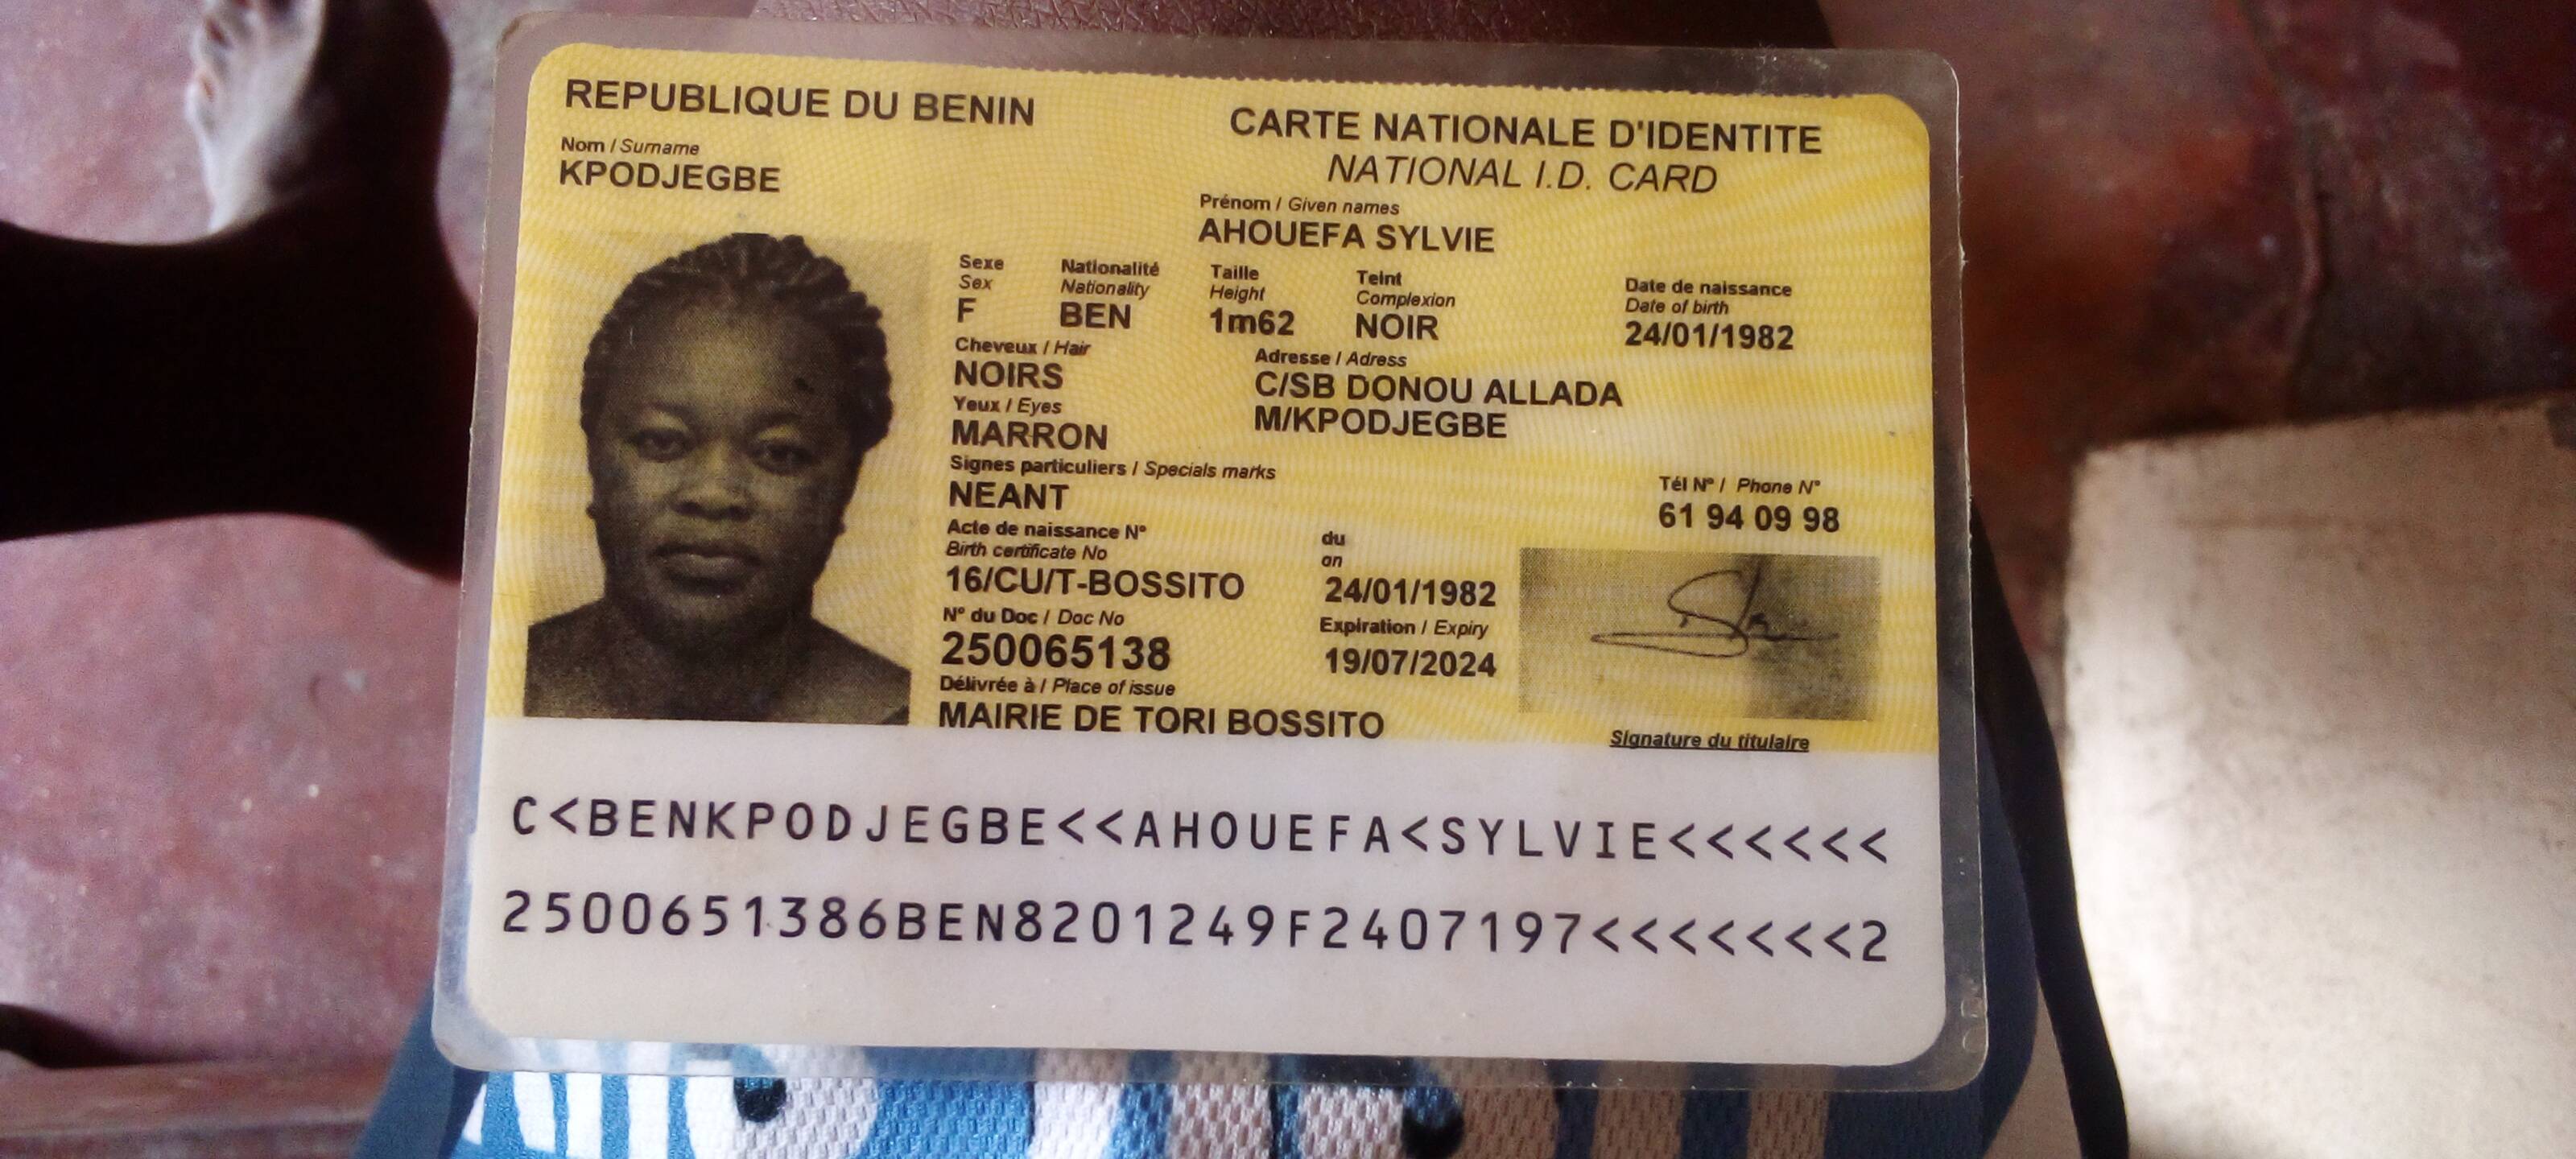 REPUBLIQUE DU BENIN
CARTE NATIONALE D'IDENTITE
NATIONAL I.D. CARD
Nom / Surname
KPODJEGBE
Prénom / Given names
AHOUEFA SYLVIE
Sexe Nationalité Taille Teint Date de naissance
Sex Nationality Height Complexion Date of birth
F BEN 1m62 NOIR 24/01/1982
Cheveux / Hair Adresse / Adress
NOIRS C/SB DONOU ALLADA
Yeux / Eyes M/KPODJEGBE
MARRON
Signes particuliers / Specials marks Tél N° / Phone N°
NEANT 61 94 09 98
Acte de naissance N° du
Birth certificate No on
16/CU/T-BOSSITO 24/01/1982
N° du Doc / Doc No Expiration / Expiry
250065138 19/07/2024
Délivrée à / Place of issue
MAIRIE DE TORI BOSSITO
Signature du titulaire
C<BENKPODJEGBE<<AHOUEFA<SYLVIE<<<<<<
2500651386BEN8201249F2407197<<<<<<<2